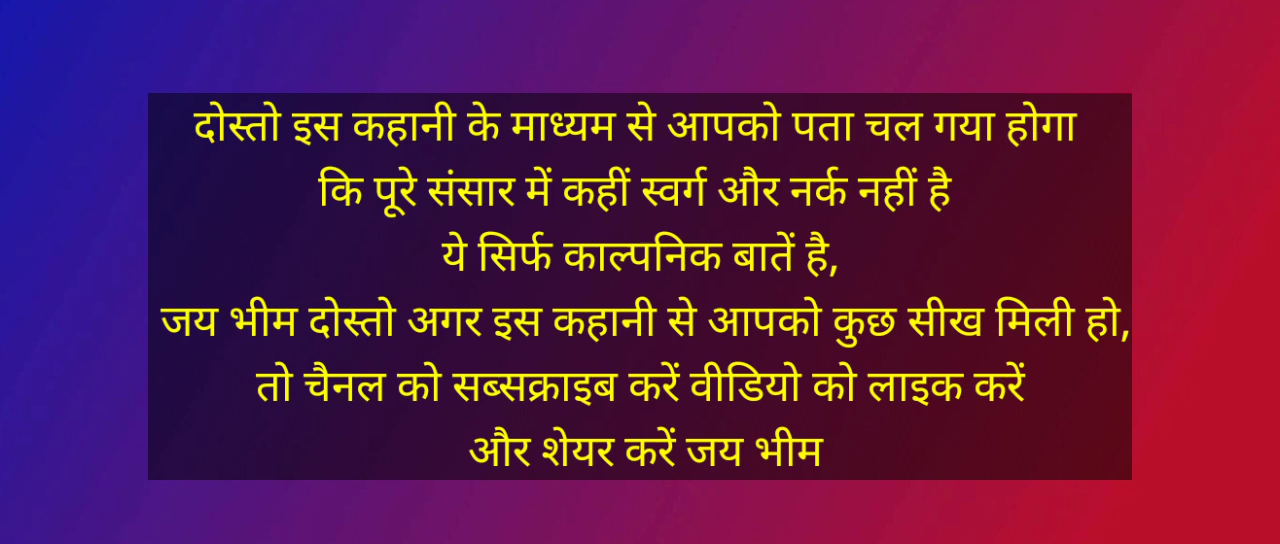 दोस्तो इस कहानी के माध्यम से आपको पता चल गया होगा
कि पूरे संसार में कहीं स्वर्ग और नर्क नहीं है
ये सिर्फ काल्पनिक बातें है,
जय भीम दोस्तो अगर इस कहानी से आपको कुछ सीख मिली हो,
तो चैनल को सब्सक्राइब करें वीडियो को लाइक करें
और शेयर करें जय भीम